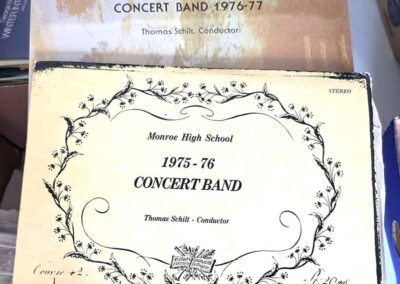 CONCERT BAND 1976-77
Thomas Schilt, Conductor
STEREO
Monroe High School
1975-76
CONCERT BAND
Thomas Schilt - Conductor